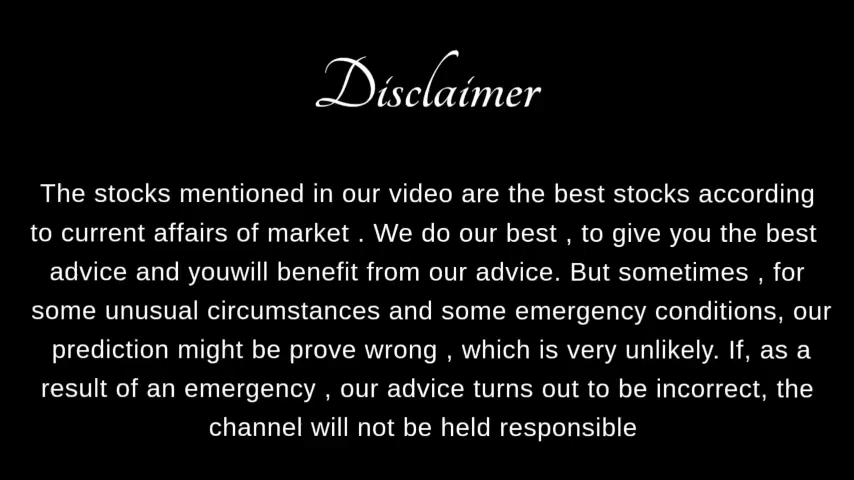 Disclaimer
The stocks mentioned in our video are the best stocks according
to current affairs of market . We do our best , to give you the best
advice and youwill benefit from our advice. But sometimes , for
some unusual circumstances and some emergency conditions, our
prediction might be prove wrong , which is very unlikely. If, as a
result of an emergency , our advice turns out to be incorrect, the
channel will not be held responsible